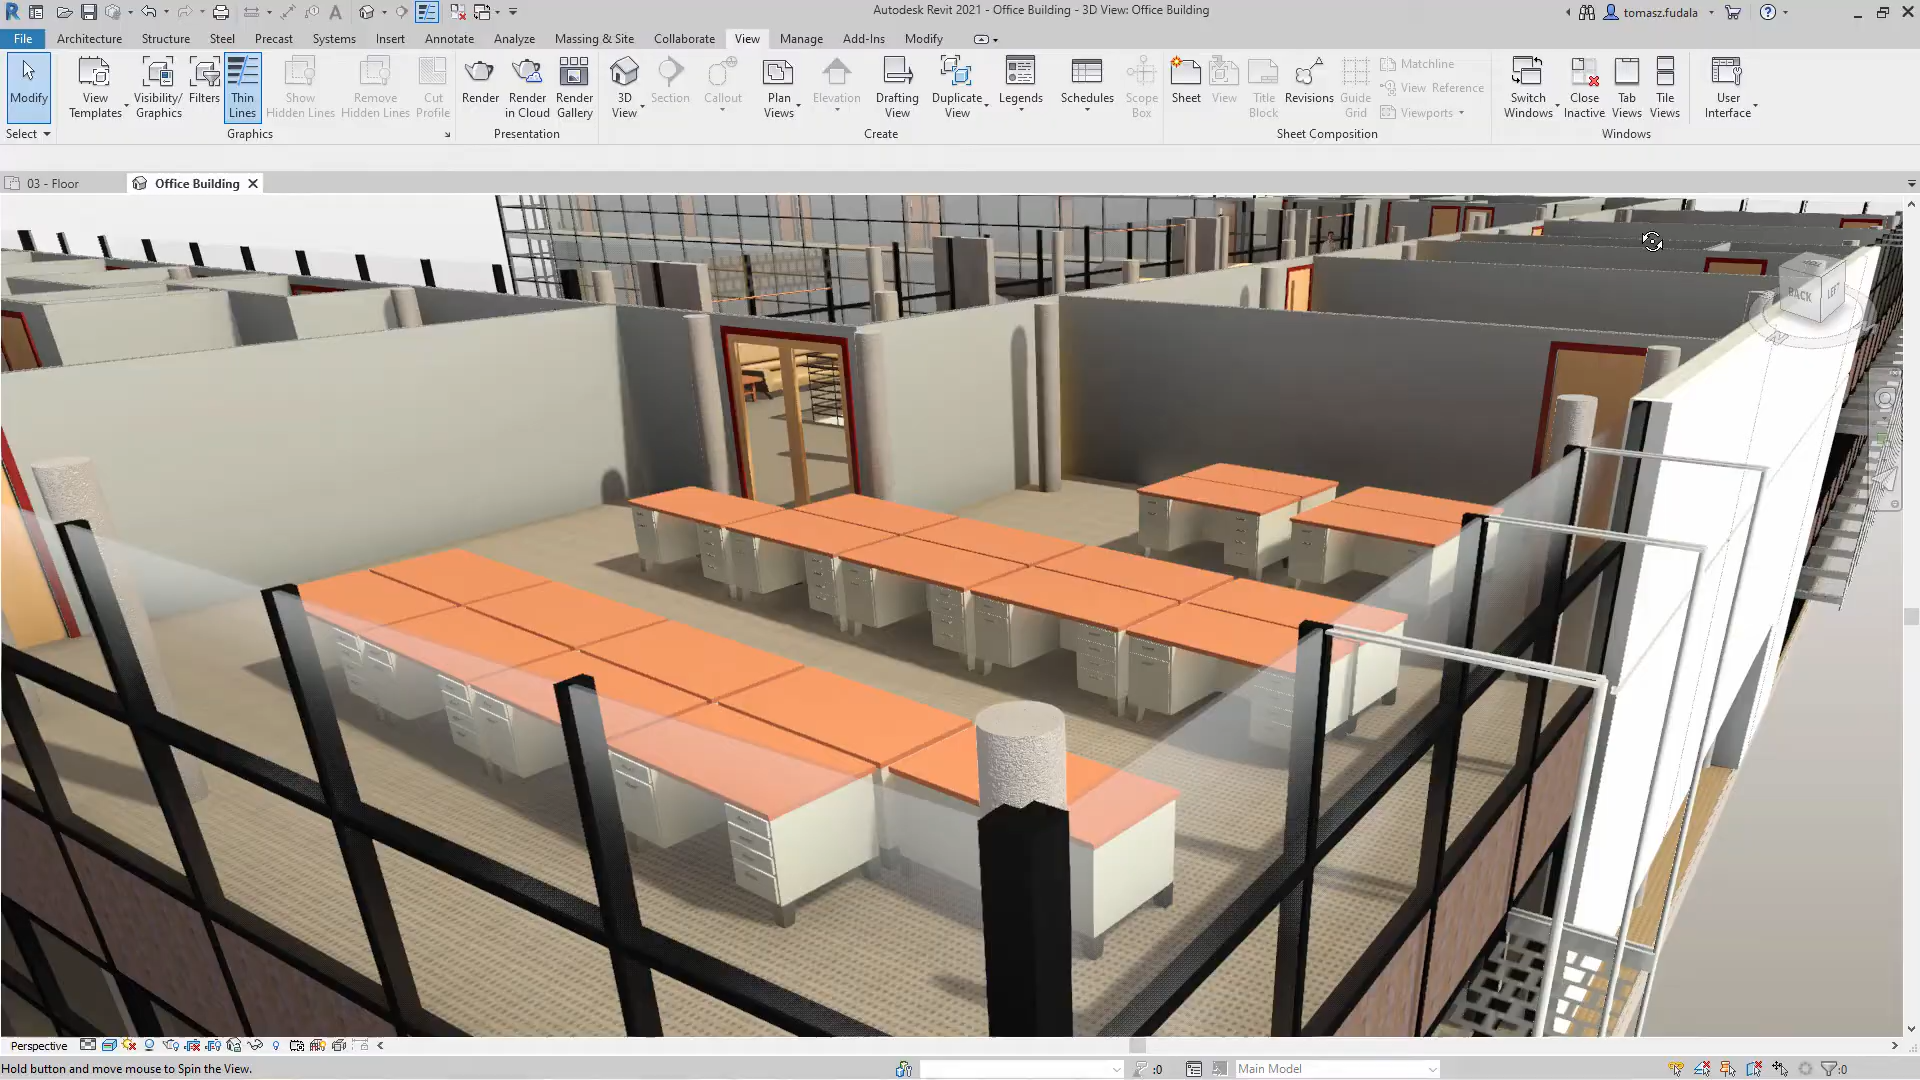 Autodesk Revit 2021 - Office Building - 3D View: Office Building
tomasz.fudala
File Architecture Structure Steel Precast Systems Insert Annotate Analyze Massing & Site Collaborate View Manage Add-Ins Modify
Modify
View Templates
Visibility/ Graphics
Filters
Thin Lines
Show Hidden Lines
Remove Hidden Lines
Cut Profile
Render
Render in Cloud
Render Gallery
3D View
Section
Callout
Plan Views
Elevation
Drafting View
Duplicate View
Legends
Schedules
Scope Box
Sheet
View
Title Block
Revisions
Guide Grid
Matchline
View Reference
Viewports
Switch Windows
Close Inactive
Tab Views
Tile Views
User Interface
Select Graphics Presentation Create Sheet Composition Windows
03 - Floor Office Building
BACK LEFT
Perspective
Hold button and move mouse to Spin the View.
:0
Main Model
:0